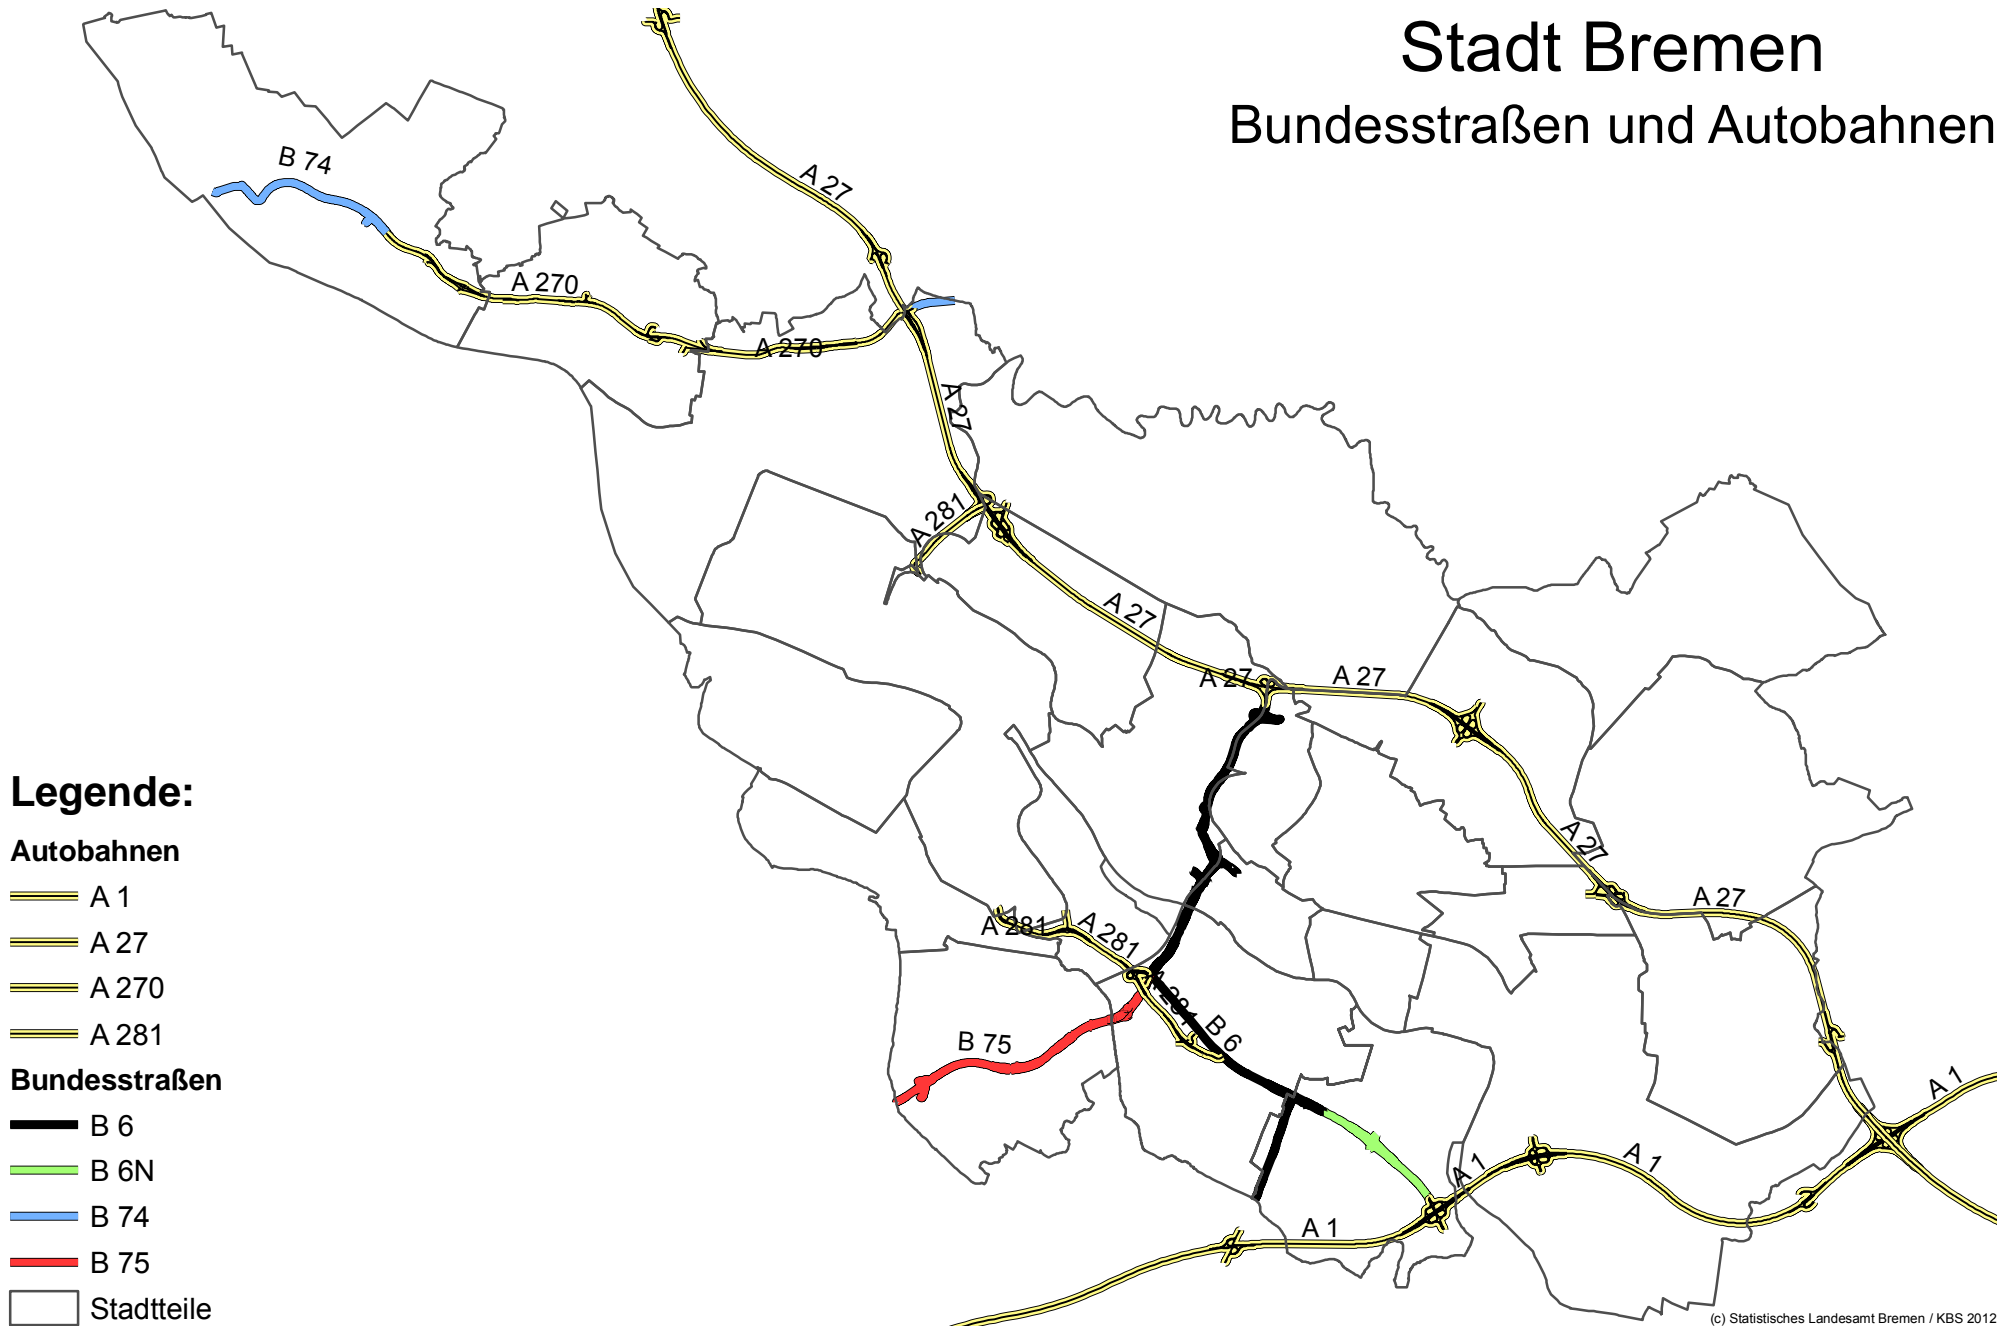 Stadt Bremen
Bundesstraßen und Autobahnen
B 74
A 27
A 270
A 270
A 27
A 281
A 27
A 27
A 27
A 27
A 27
A 281
A 281
A 281
B 6
B 75
A 1
A 1
A 1
A 1
Legende:
Autobahnen
A 1
A 27
A 270
A 281
Bundesstraßen
B 6
B 6N
B 74
B 75
Stadtteile
(c) Statistisches Landesamt Bremen / KBS 2012